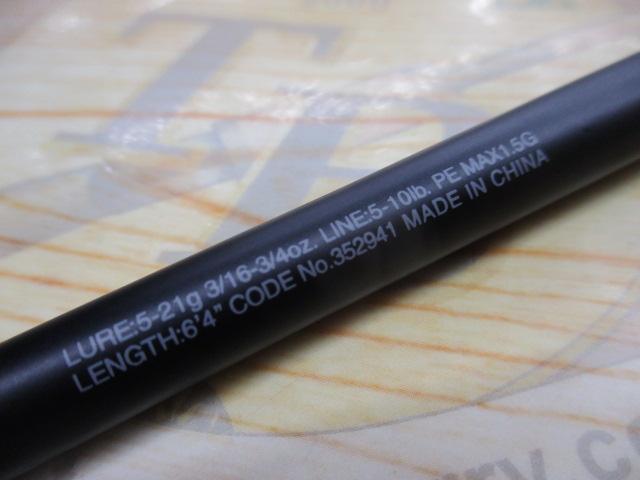 LURE:5-21g 3/16-3/4oz. LINE:5-10lb. PE MAX1.5G
LENGTH:6'4" CODE No.352941 MADE IN CHINA